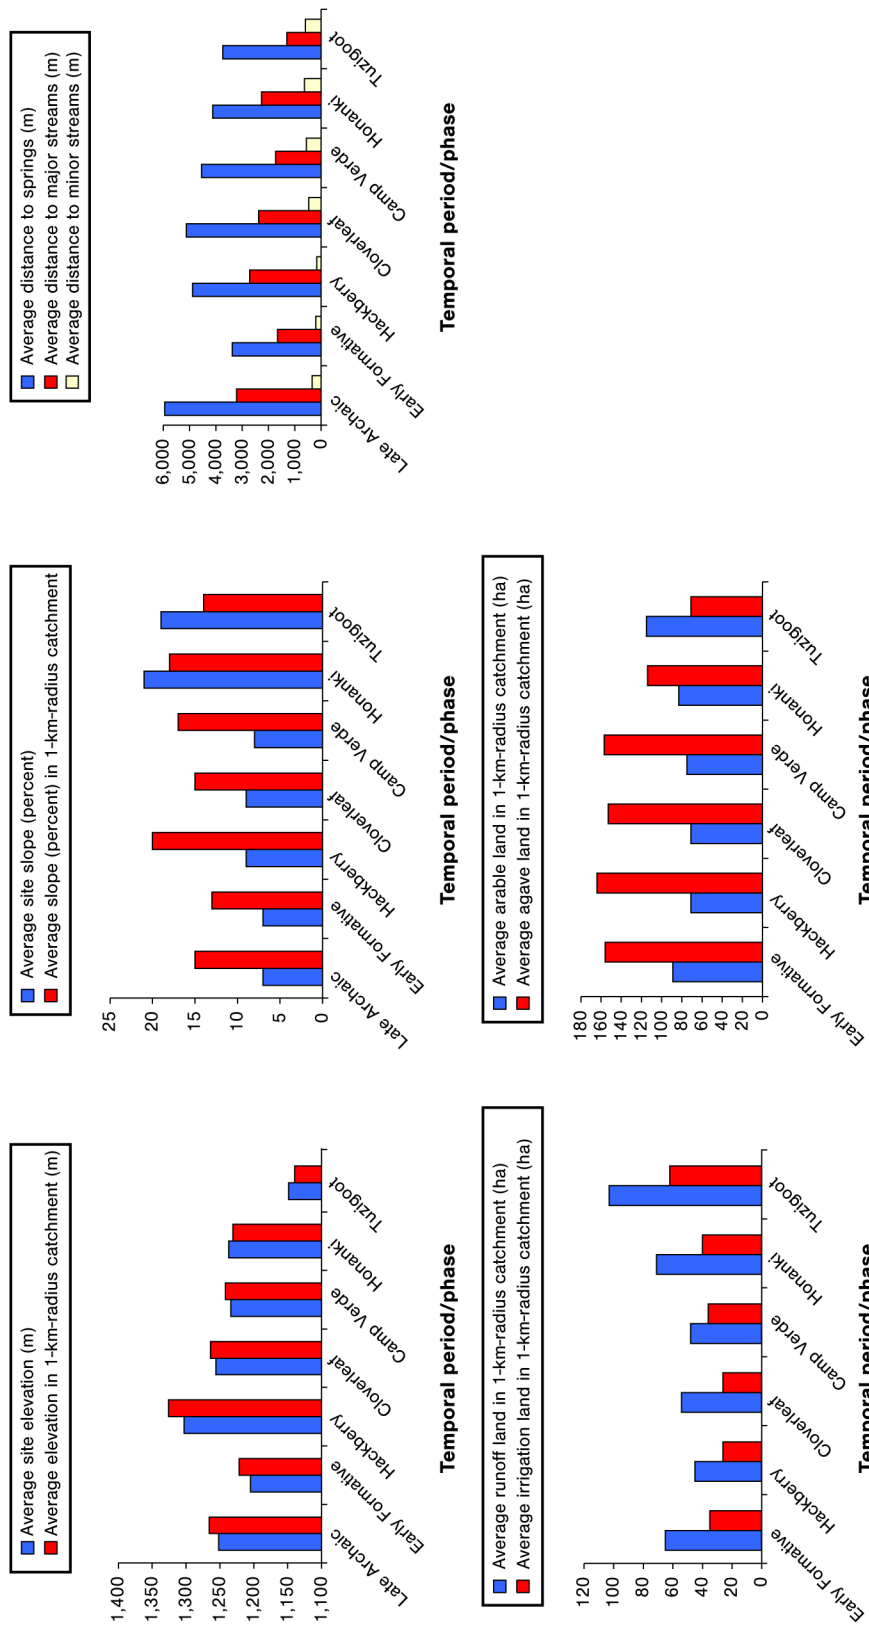 Average site elevation (m)
Average elevation in 1-km-radius catchment (m)
1,400
1,350
1,300
1,250
1,200
1,150
1,100
Late Archaic
Early Formative
Hackberry
Cloverleaf
Camp Verde
Honanki
Tuzigoot
Temporal period/phase
Average site slope (percent)
Average slope (percent) in 1-km-radius catchment
25
20
15
10
5
0
Late Archaic
Early Formative
Hackberry
Cloverleaf
Camp Verde
Honanki
Tuzigoot
Temporal period/phase
Average distance to springs (m)
Average distance to major streams (m)
Average distance to minor streams (m)
6,000
5,000
4,000
3,000
2,000
1,000
0
Late Archaic
Early Formative
Hackberry
Cloverleaf
Camp Verde
Honanki
Tuzigoot
Temporal period/phase
Average runoff land in 1-km-radius catchment (ha)
Average irrigation land in 1-km-radius catchment (ha)
120
100
80
60
40
20
0
Early Formative
Hackberry
Cloverleaf
Camp Verde
Honanki
Tuzigoot
Temporal period/phase
Average arable land in 1-km-radius catchment (ha)
Average agave land in 1-km-radius catchment (ha)
180
160
140
120
100
80
60
40
20
0
Early Formative
Hackberry
Cloverleaf
Camp Verde
Honanki
Tuzigoot
Temporal period/phase